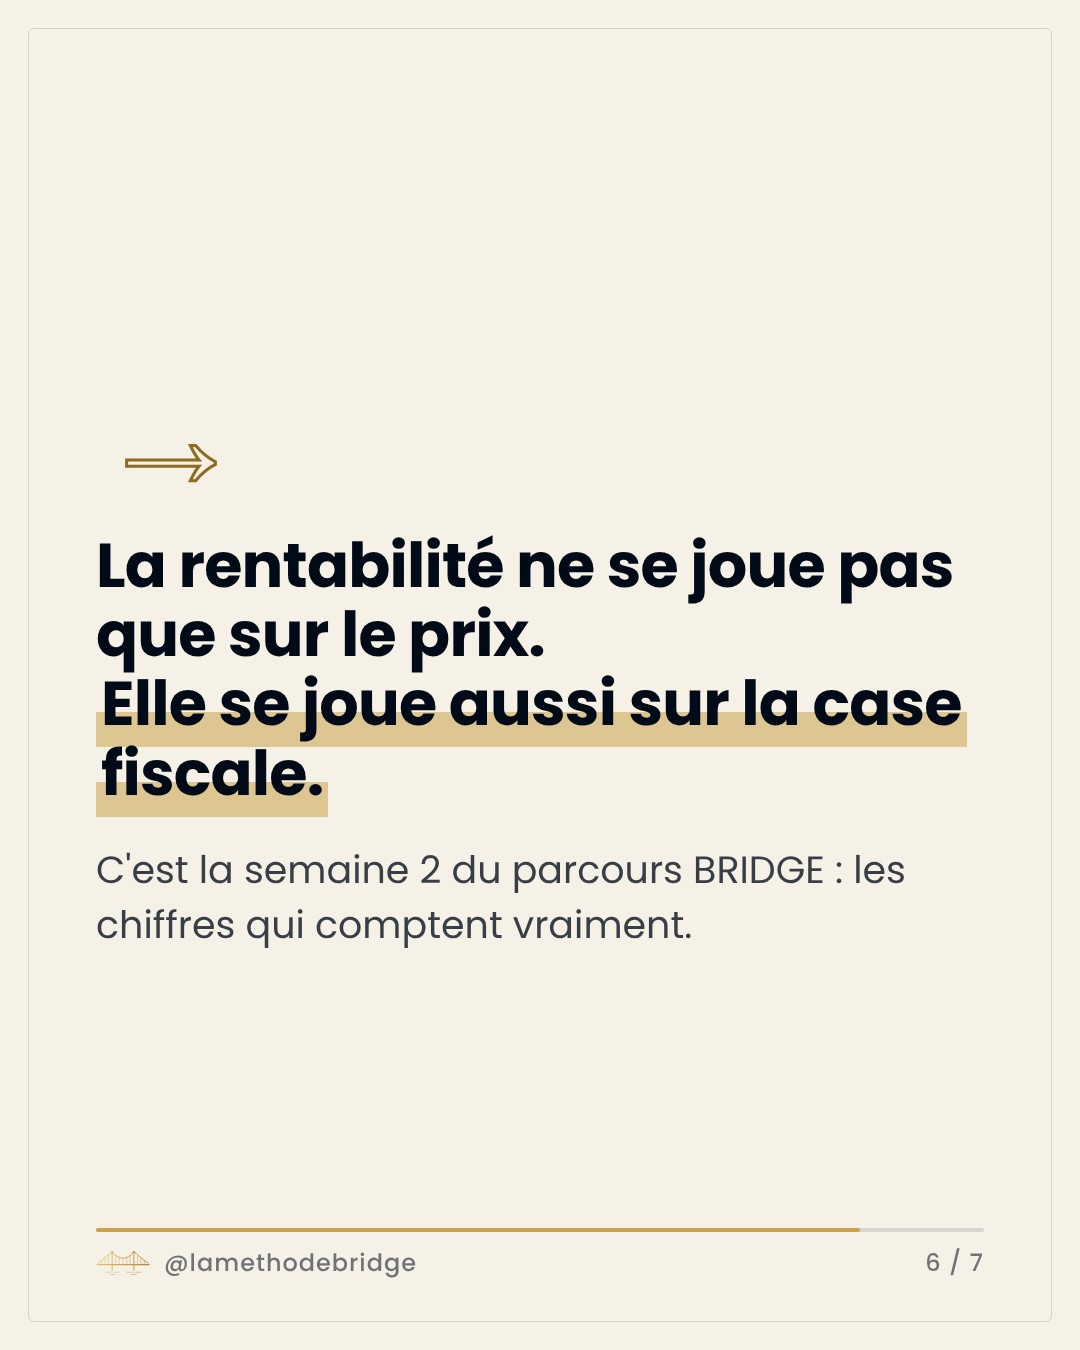 La rentabilité ne se joue pas
que sur le prix.
Elle se joue aussi sur la case
fiscale.
C'est la semaine 2 du parcours BRIDGE : les
chiffres qui comptent vraiment.
@lamethodebridge
6 / 7